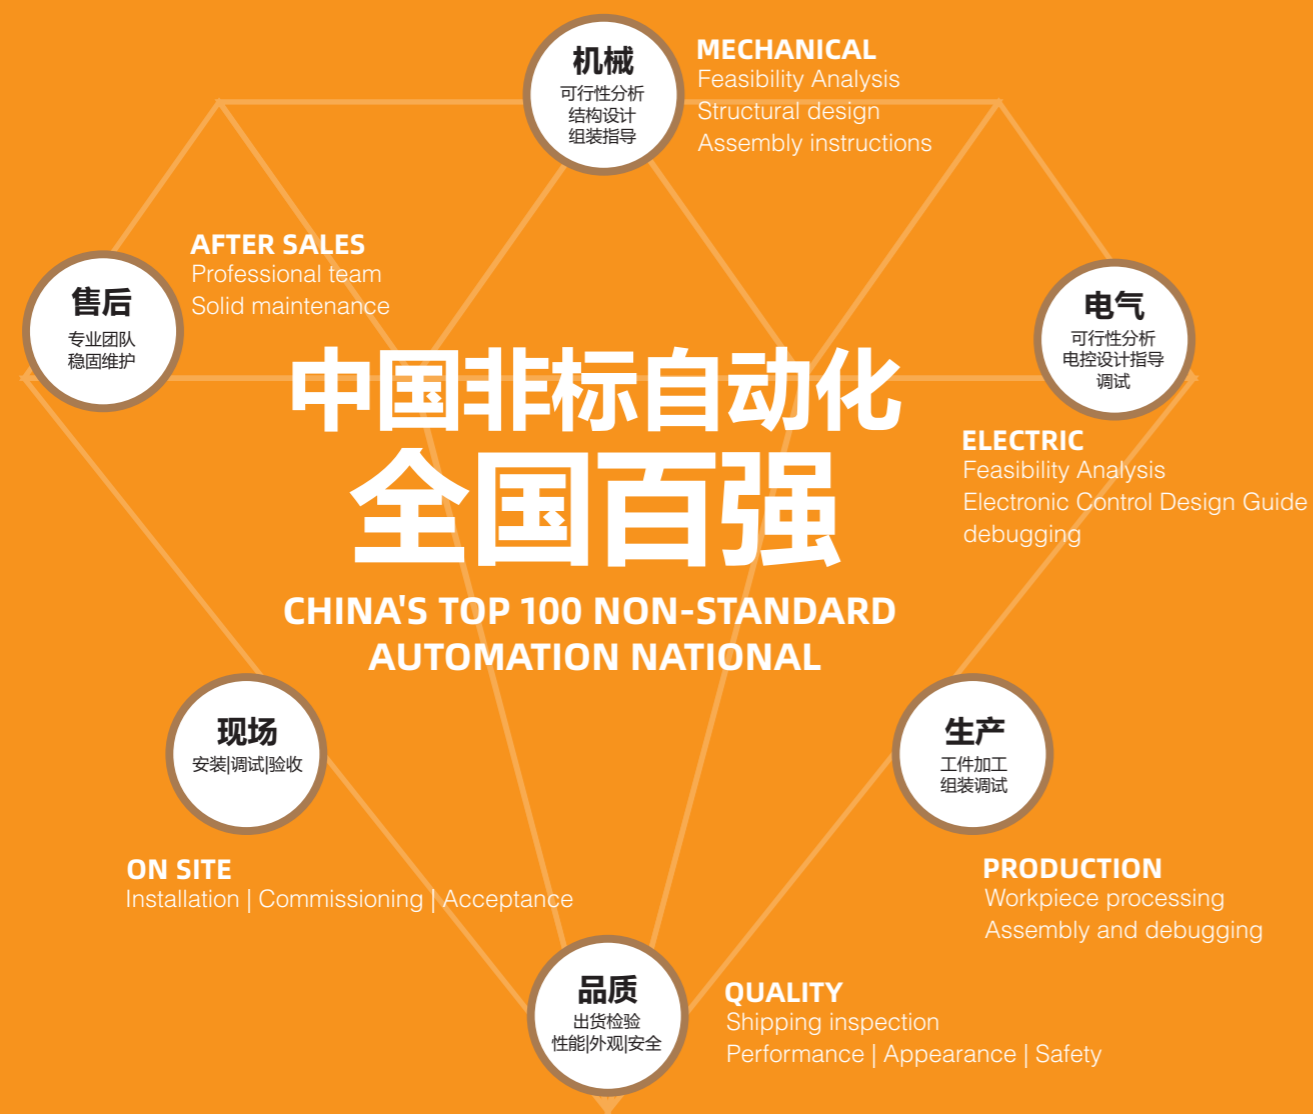 机械
可行性分析
结构设计
组装指导
MECHANICAL
Feasibility Analysis
Structural design
Assembly instructions
售后
专业团队
稳固维护
AFTER SALES
Professional team
Solid maintenance
电气
可行性分析
电控设计指导
调试
ELECTRIC
Feasibility Analysis
Electronic Control Design Guide
debugging
中国非标自动化
全国百强
CHINA'S TOP 100 NON-STANDARD
AUTOMATION NATIONAL
现场
安装|调试|验收
ON SITE
Installation | Commissioning | Acceptance
生产
工件加工
组装调试
PRODUCTION
Workpiece processing
Assembly and debugging
品质
出货检验
性能|外观|安全
QUALITY
Shipping inspection
Performance | Appearance | Safety